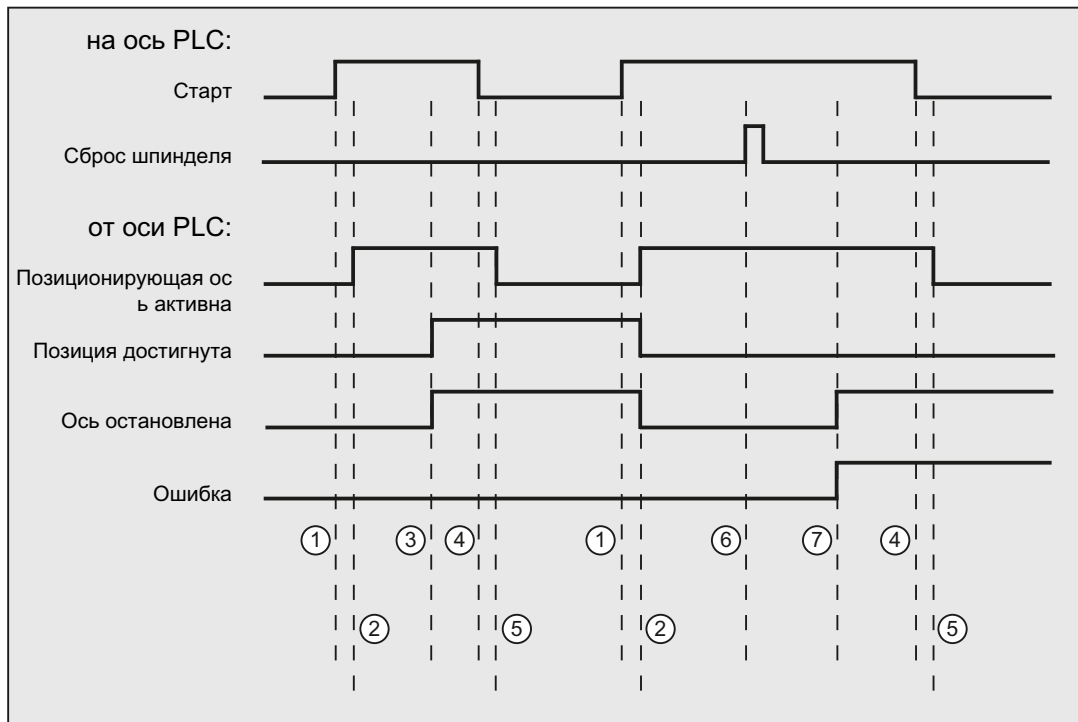 на ось PLC:
Старт
Сброс шпинделя
от оси PLC:
Позиционирующая ос
ь активна
Позиция достигнута
Ось остановлена
Ошибка
1 3 4 1 6 7 4
2 5 2 5